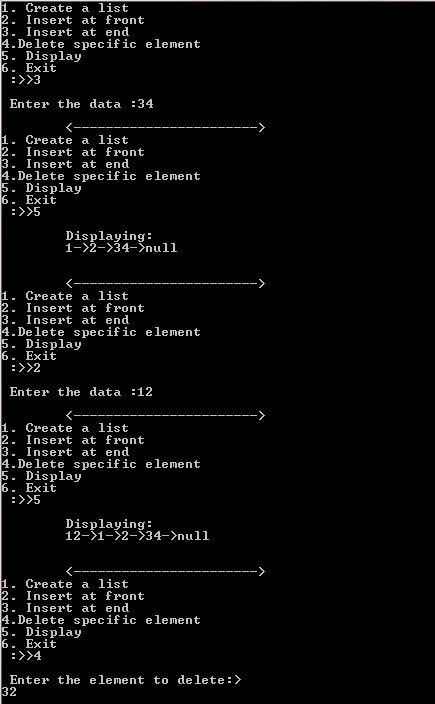 1. Create a list
2. Insert at front
3. Insert at end
4.Delete specific element
5. Display
6. Exit
:>>3
Enter the data :34
<----------------------->
1. Create a list
2. Insert at front
3. Insert at end
4.Delete specific element
5. Display
6. Exit
:>>5
Displaying:
1->2->34->null
<----------------------->
1. Create a list
2. Insert at front
3. Insert at end
4.Delete specific element
5. Display
6. Exit
:>>2
Enter the data :12
<----------------------->
1. Create a list
2. Insert at front
3. Insert at end
4.Delete specific element
5. Display
6. Exit
:>>5
Displaying:
12->1->2->34->null
<----------------------->
1. Create a list
2. Insert at front
3. Insert at end
4.Delete specific element
5. Display
6. Exit
:>>4
Enter the element to delete:>
32